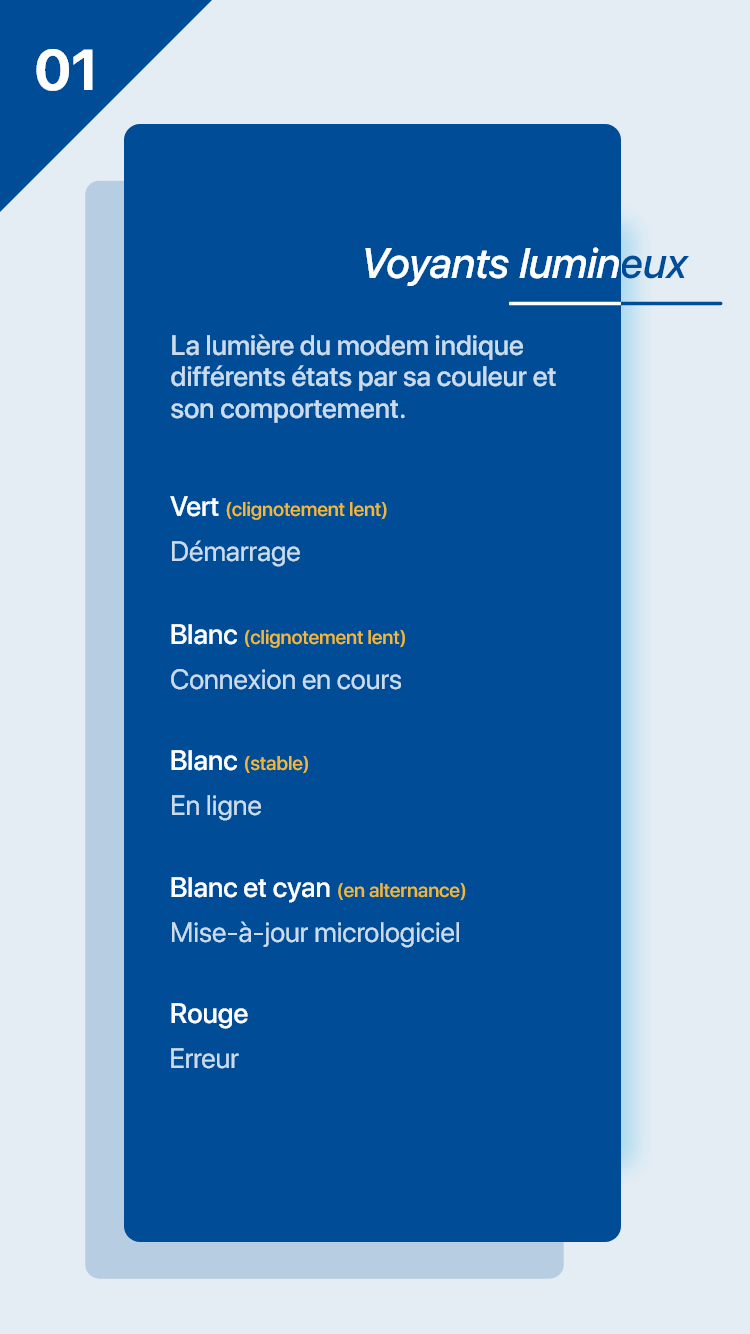 01
Voyants lumineux
La lumière du modem indique
différents états par sa couleur et
son comportement.
Vert (clignotement lent)
Démarrage
Blanc (clignotement lent)
Connexion en cours
Blanc (stable)
En ligne
Blanc et cyan (en alternance)
Mise-à-jour micrologiciel
Rouge
Erreur